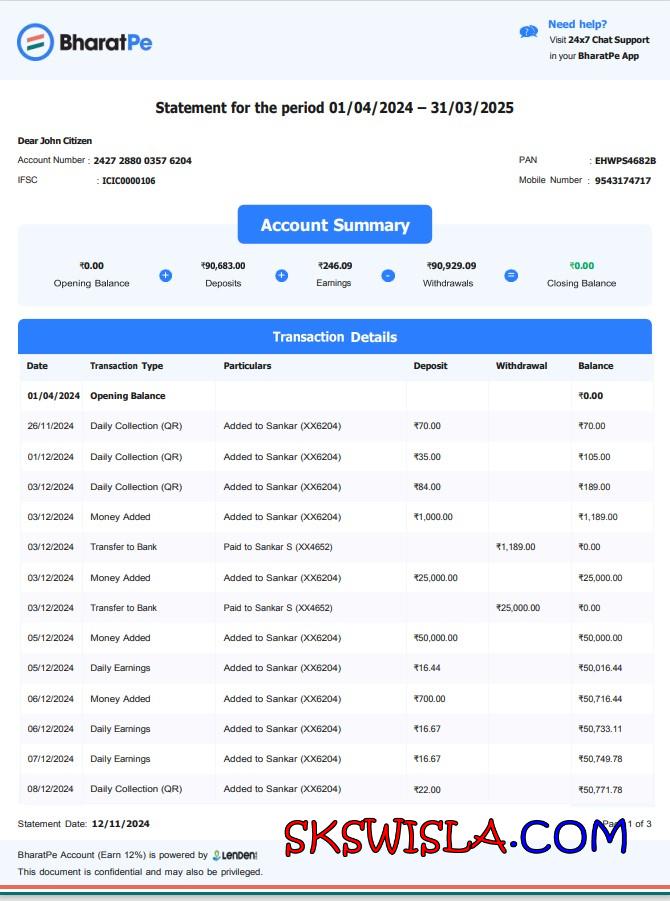 BharatPe
Need help?
Visit 24x7 Chat Support
in your BharatPe App
Statement for the period 01/04/2024 – 31/03/2025
Dear John Citizen
Account Number : 2427 2880 0357 6204
PAN : EHWPS4682B
IFSC : ICIC0000106
Mobile Number : 9543174717
Account Summary
₹0.00 + ₹90,683.00 + ₹246.09 - ₹90,929.09 = ₹0.00
Opening Balance Deposits Earnings Withdrawals Closing Balance
Transaction Details
Date Transaction Type Particulars Deposit Withdrawal Balance
01/04/2024 Opening Balance ₹0.00
26/11/2024 Daily Collection (QR) Added to Sankar (XX6204) ₹70.00 ₹70.00
01/12/2024 Daily Collection (QR) Added to Sankar (XX6204) ₹35.00 ₹105.00
03/12/2024 Daily Collection (QR) Added to Sankar (XX6204) ₹84.00 ₹189.00
03/12/2024 Money Added Added to Sankar (XX6204) ₹1,000.00 ₹1,189.00
03/12/2024 Transfer to Bank Paid to Sankar S (XX4652) ₹1,189.00 ₹0.00
03/12/2024 Money Added Added to Sankar (XX6204) ₹25,000.00 ₹25,000.00
03/12/2024 Transfer to Bank Paid to Sankar S (XX4652) ₹25,000.00 ₹0.00
05/12/2024 Money Added Added to Sankar (XX6204) ₹50,000.00 ₹50,000.00
05/12/2024 Daily Earnings Added to Sankar (XX6204) ₹16.44 ₹50,016.44
06/12/2024 Money Added Added to Sankar (XX6204) ₹700.00 ₹50,716.44
06/12/2024 Daily Earnings Added to Sankar (XX6204) ₹16.67 ₹50,733.11
07/12/2024 Daily Earnings Added to Sankar (XX6204) ₹16.67 ₹50,749.78
08/12/2024 Daily Collection (QR) Added to Sankar (XX6204) ₹22.00 ₹50,771.78
Statement Date: 12/11/2024
Page 1 of 3
SKSWISLA.COM
BharatPe Account (Earn 12%) is powered by LENDEN
This document is confidential and may also be privileged.